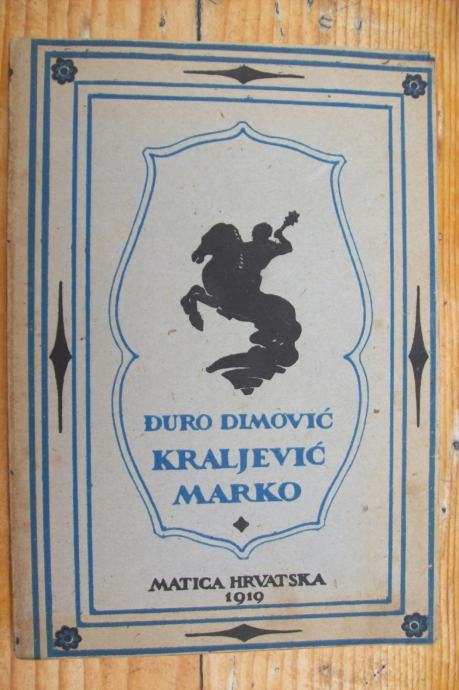 ĐURO DIMOVIĆ
KRALJEVIĆ
MARKO
MATICA HRVATSKA
1919